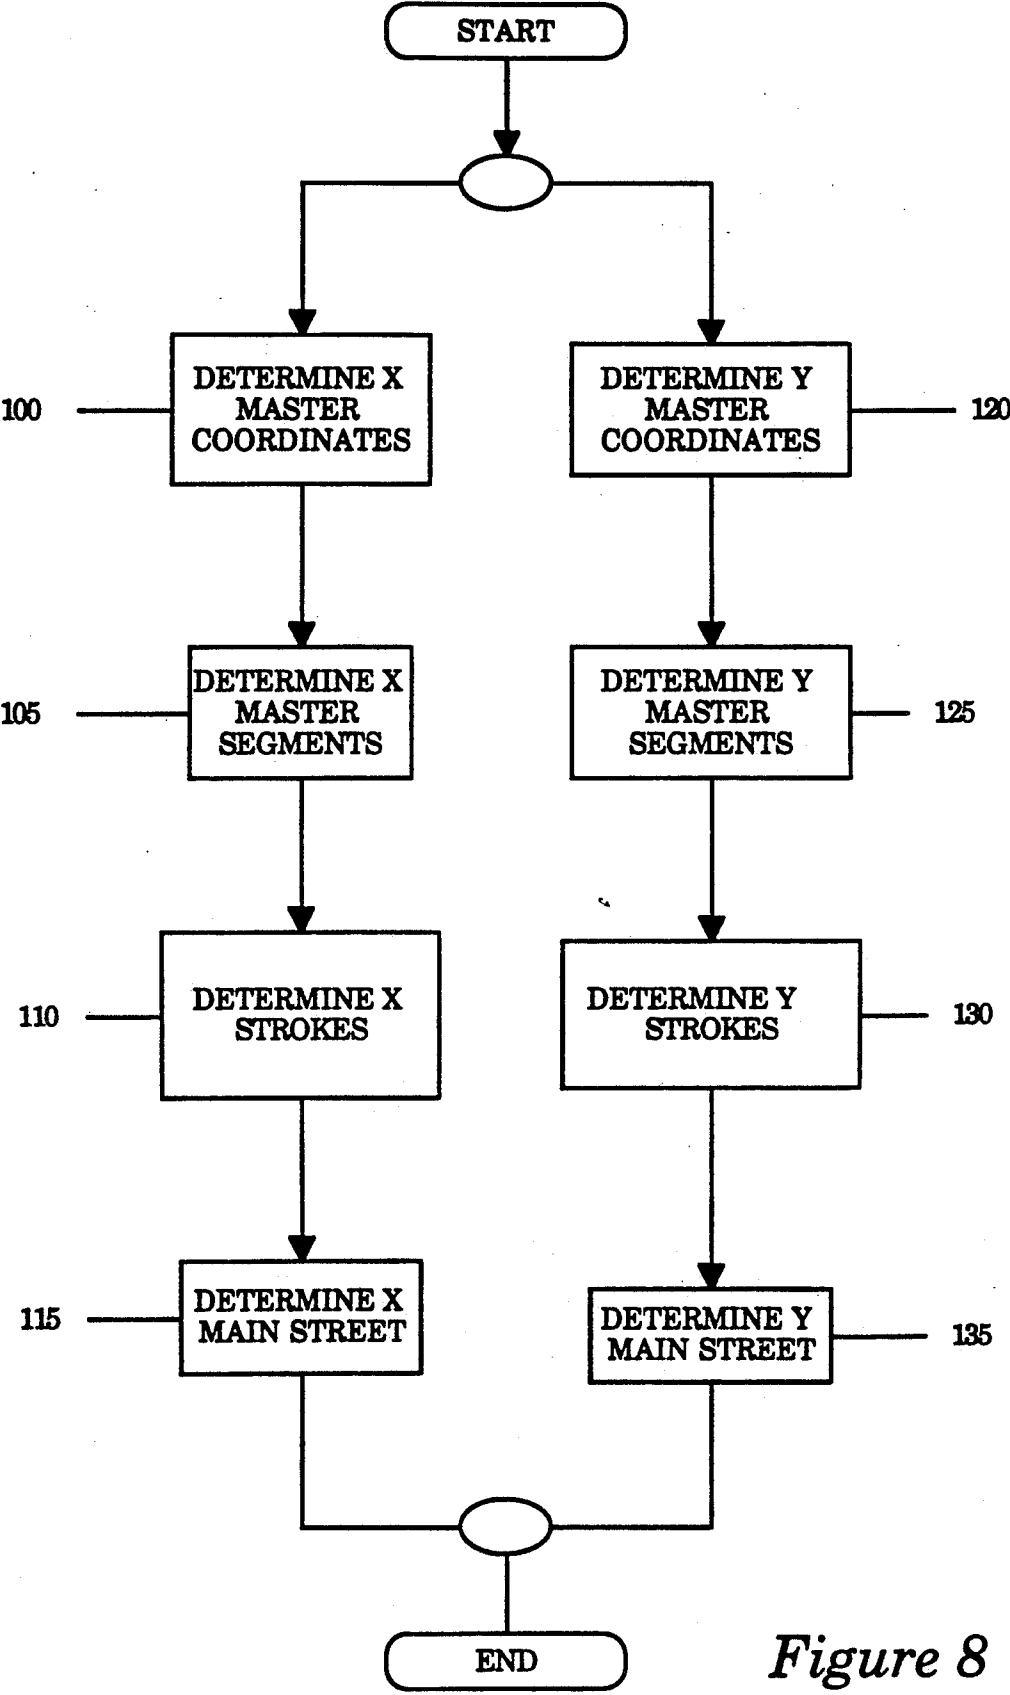 START
DETERMINE X
MASTER
COORDINATES
100
DETERMINE Y
MASTER
COORDINATES
120
DETERMINE X
MASTER
SEGMENTS
105
DETERMINE Y
MASTER
SEGMENTS
125
DETERMINE X
STROKES
110
DETERMINE Y
STROKES
130
DETERMINE X
MAIN STREET
115
DETERMINE Y
MAIN STREET
135
END
Figure 8